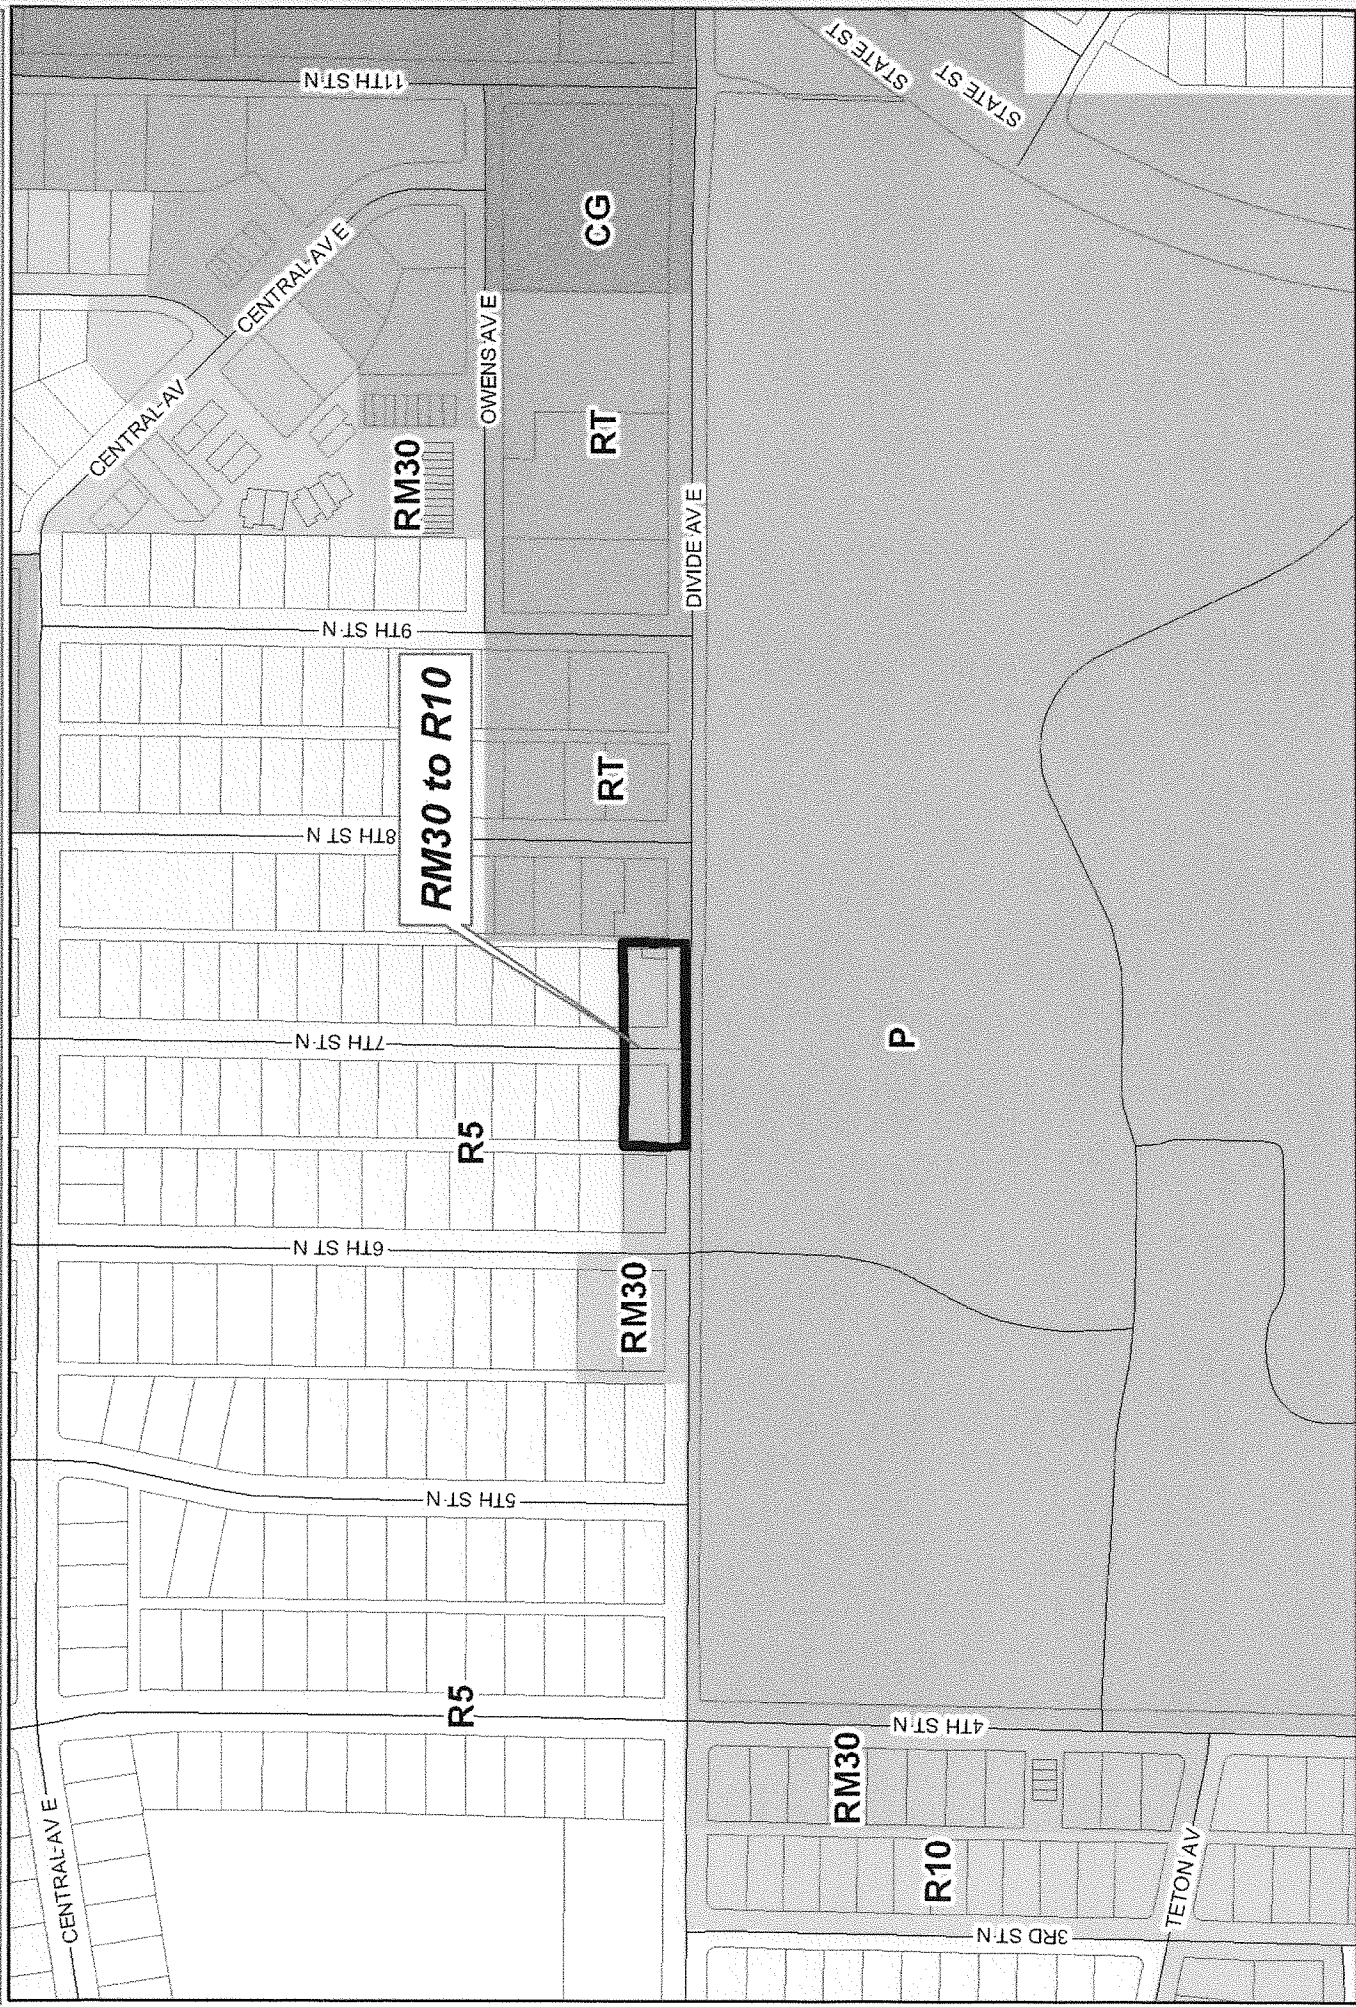 11TH ST N
STATE ST
STATE ST
CG
CENTRAL AV E
OWENS AV E
CENTRAL AV
RT
RM30
DIVIDE AV E
9TH ST N
RM30 to R10
RT
8TH ST N
7TH ST N
P
R5
6TH ST N
RM30
5TH ST N
R5
4TH ST N
RM30
CENTRAL AV E
R10
TETON AV
3RD ST N